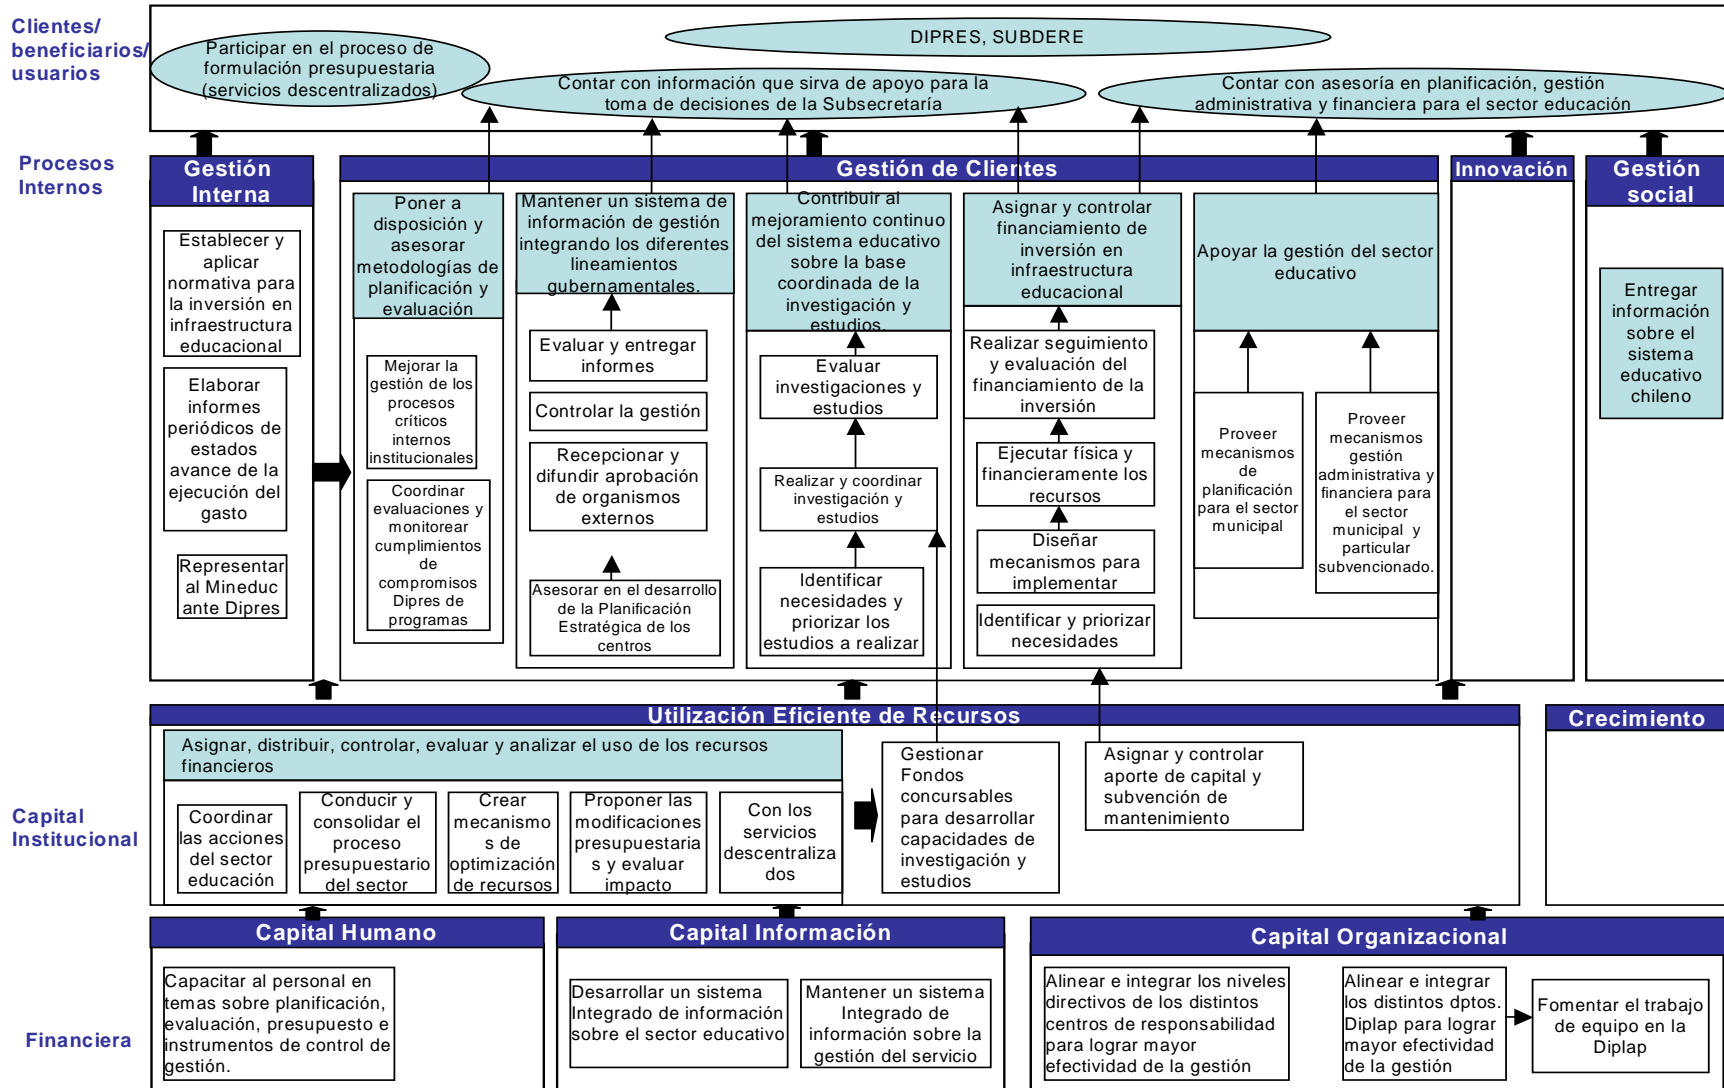 Clientes/
beneficiarios/
usuarios
Participar en el proceso de
formulación presupuestaria
(servicios descentralizados)
DIPRES, SUBDERE
Contar con información que sirva de apoyo para la
toma de decisiones de la Subsecretaría
Contar con asesoría en planificación, gestión
administrativa y financiera para el sector educación
Procesos
Internos
Gestión
Interna
Establecer y
aplicar
normativa para
la inversión en
infraestructura
educacional
Elaborar
informes
periódicos de
estados
avance de la
ejecución del
gasto
Representar
al Mineduc
ante Dipres
Gestión de Clientes
Poner a
disposición y
asesorar
metodologías de
planificación y
evaluación
Mejorar la
gestión de los
procesos
críticos
internos
institucionales
Coordinar
evaluaciones y
monitorear
cumplimientos
de
compromisos
Dipres de
programas
Mantener un sistema de
información de gestión
integrando los diferentes
lineamientos
gubernamentales.
Evaluar y entregar
informes
Controlar la gestión
Recepcionar y
difundir aprobación
de organismos
externos
Asesorar en el desarrollo
de la Planificación
Estratégica de los
centros
Contribuir al
mejoramiento continuo
del sistema educativo
sobre la base
coordinada de la
investigación y
estudios.
Evaluar
investigaciones y
estudios
Realizar y coordinar
investigación y
estudios
Identificar
necesidades y
priorizar los
estudios a realizar
Asignar y controlar
financiamiento de
inversión en
infraestructura
educacional
Realizar seguimiento
y evaluación del
financiamiento de la
inversión
Ejecutar física y
financieramente los
recursos
Diseñar
mecanismos para
implementar
Identificar y priorizar
necesidades
Apoyar la gestión del sector
educativo
Proveer
mecanismos
de
planificación
para el sector
municipal
Proveer
mecanismos
gestión
administrativa y
financiera para
el sector
municipal y
particular
subvencionado.
Innovación
Gestión
social
Entregar
información
sobre el
sistema
educativo
chileno
Capital
Institucional
Utilización Eficiente de Recursos
Asignar, distribuir, controlar, evaluar y analizar el uso de los recursos
financieros
Coordinar
las acciones
del sector
educación
Conducir y
consolidar el
proceso
presupuestario
del sector
Crear
mecanismo
s de
optimización
de recursos
Proponer las
modificaciones
presupuestaria
s y evaluar
impacto
Con los
servicios
descentraliza
dos
Gestionar
Fondos
concursables
para desarrollar
capacidades de
investigación y
estudios
Asignar y controlar
aporte de capital y
subvención de
mantenimiento
Crecimiento
Financiera
Capital Humano
Capacitar al personal en
temas sobre planificación,
evaluación, presupuesto e
instrumentos de control de
gestión.
Capital Información
Desarrollar un sistema
Integrado de información
sobre el sector educativo
Mantener un sistema
Integrado de
información sobre la
gestión del servicio
Capital Organizacional
Alinear e integrar los niveles
directivos de los distintos
centros de responsabilidad
para lograr mayor
efectividad de la gestión
Alinear e integrar
los distintos dptos.
Diplap para lograr
mayor efectividad
de la gestión
Fomentar el trabajo
de equipo en la
Diplap